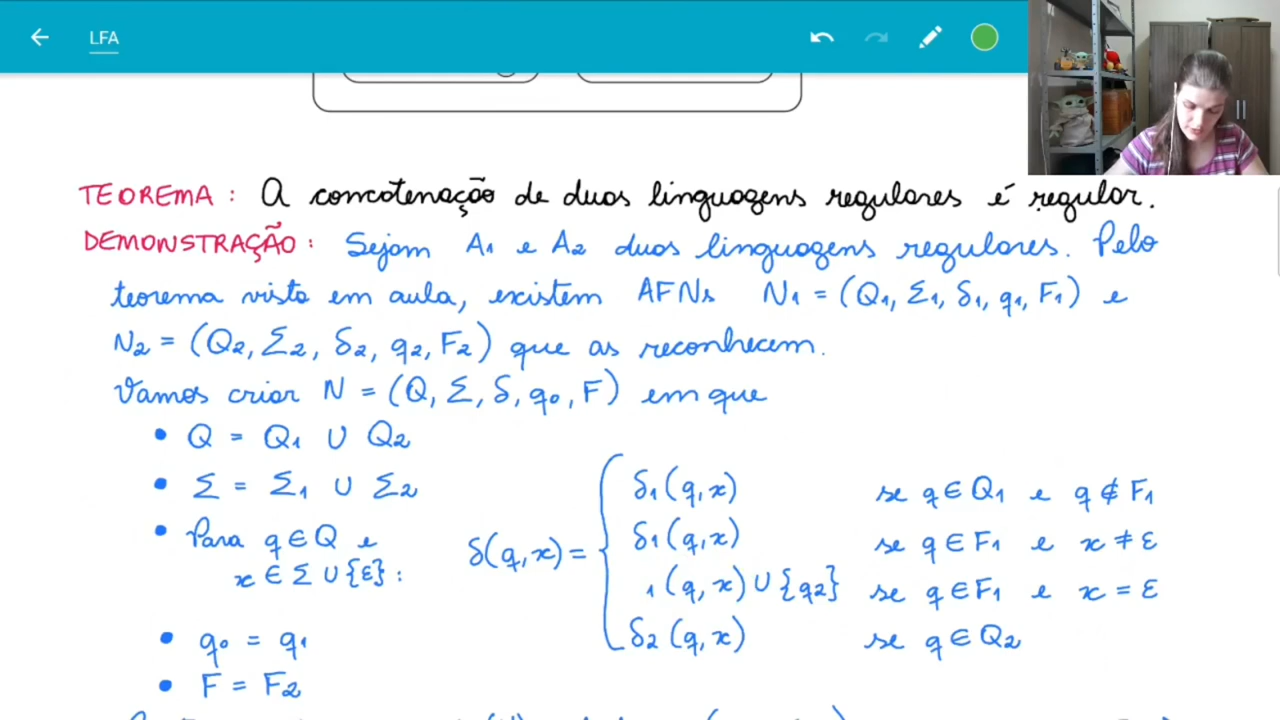 LFA
TEOREMA: A concatenação de duas linguagens regulares é regular.
DEMONSTRAÇÃO: Sejam A1 e A2 duas linguagens regulares. Pelo
teorema visto em aula, existem AFNs N1 = (Q1, Σ1, δ1, q1, F1) e
N2 = (Q2, Σ2, δ2, q2, F2) que as reconhecem.
Vamos criar N = (Q, Σ, δ, q0, F) em que
• Q = Q1 ∪ Q2
• Σ = Σ1 ∪ Σ2
• Para q ∈ Q e
x ∈ Σ ∪ {ε}:
δ(q,x) =
δ1(q,x) se q ∈ Q1 e q ∉ F1
δ1(q,x) se q ∈ F1 e x ≠ ε
1(q,x) ∪ {q2} se q ∈ F1 e x = ε
δ2(q,x) se q ∈ Q2
• q0 = q1
• F = F2